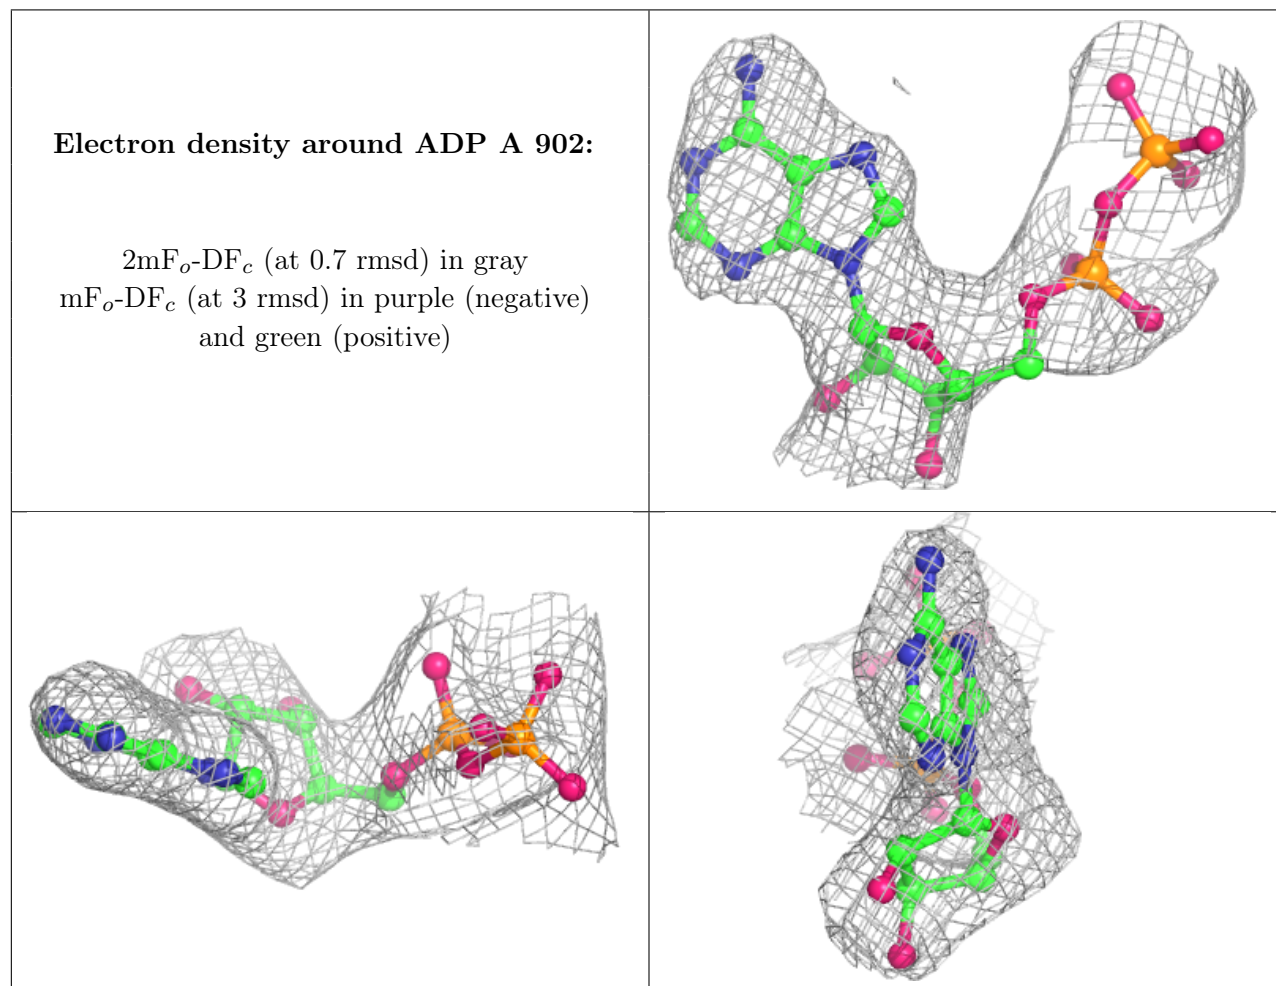 Electron density around ADP A 902:
2mFo-DFc (at 0.7 rmsd) in gray
mFo-DFc (at 3 rmsd) in purple (negative)
and green (positive)